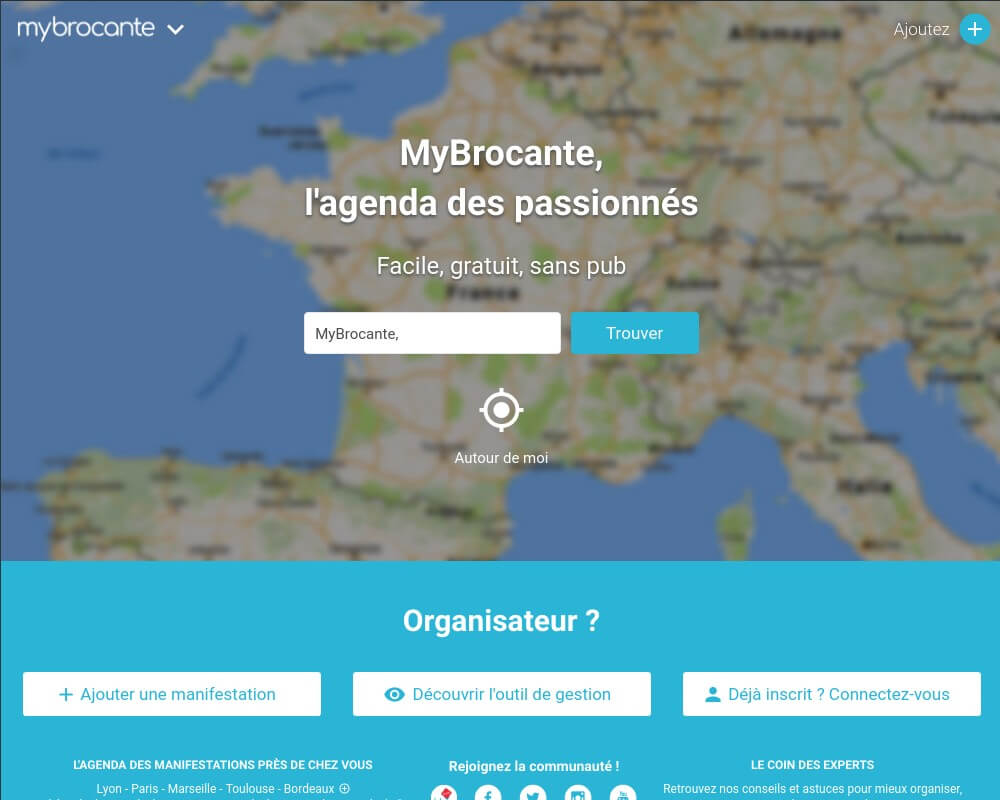 mybrocante
Ajoutez
Allemagne
MyBrocante,
l'agenda des passionnés
Facile, gratuit, sans pub
France
MyBrocante,
Trouver
Autour de moi
Italie
Organisateur ?
Ajouter une manifestation
Découvrir l'outil de gestion
Déjà inscrit ? Connectez-vous
L'AGENDA DES MANIFESTATIONS PRÈS DE CHEZ VOUS
Rejoignez la communauté !
LE COIN DES EXPERTS
Lyon - Paris - Marseille - Toulouse - Bordeaux
Retrouvez nos conseils et astuces pour mieux organiser,